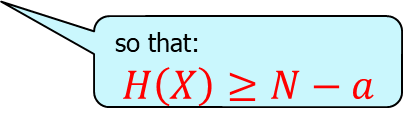 so that:
H(X) ≥ N − a